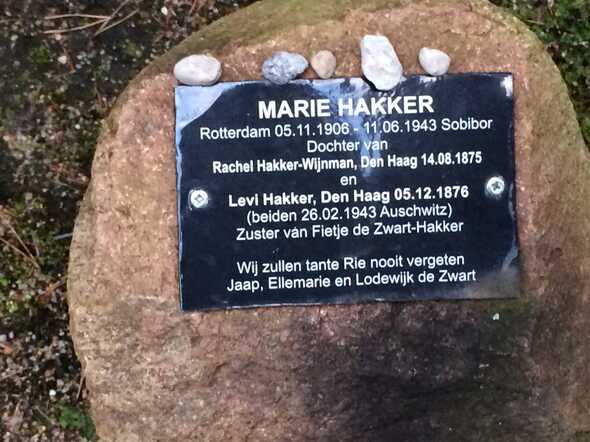 MARIE HAKKER
Rotterdam 05.11.1906 - 11.06.1943 Sobibor
Dochter van
Rachel Hakker-Wijnman, Den Haag 14.08.1875
en
Levi Hakker, Den Haag 05.12.1876
(beiden 26.02.1943 Auschwitz)
Zuster van Fietje de Zwart-Hakker
Wij zullen tante Rie nooit vergeten
Jaap, Ellemarie en Lodewijk de Zwart